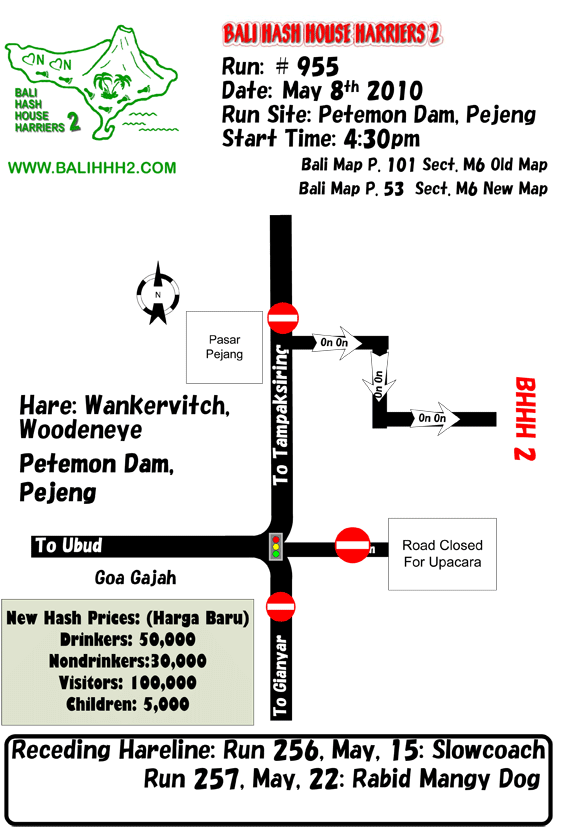 BALI HASH HOUSE HARRIERS 2
Run: # 955
Date: May 8th 2010
Run Site: Petemon Dam, Pejeng
Start Time: 4:30pm
Bali Map P. 101 Sect. M6 Old Map
Bali Map P. 53 Sect. M6 New Map
N N
BALI
HASH
HOUSE
HARRIERS 2
WWW.BALIHHH2.COM
N
Pasar
Pejang
On On
On On
On On
BHHH 2
To Tampaksiring
Hare: Wankervitch,
Woodeneye
Petemon Dam,
Pejeng
To Ubud
Goa Gajah
Road Closed
For Upacara
To Gianyar
New Hash Prices: (Harga Baru)
Drinkers: 50,000
Nondrinkers:30,000
Visitors: 100,000
Children: 5,000
Receding Hareline: Run 256, May, 15: Slowcoach
Run 257, May, 22: Rabid Mangy Dog